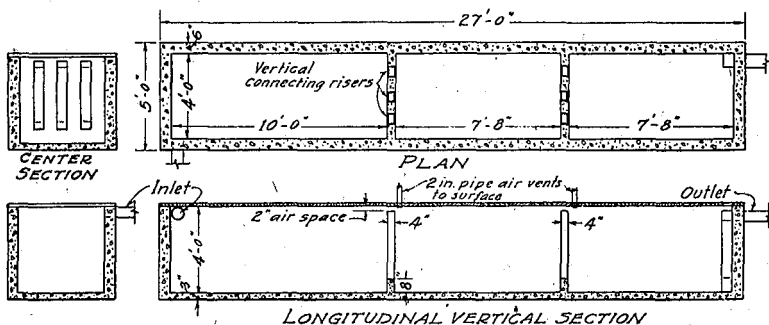 27'-0"
6"
5'-0"
4'-0"
Vertical
connecting risers
10'-0"
7'-8"
7'-8"
CENTER
SECTION
PLAN
Inlet
2 in. pipe air vents
to surface
Outlet
2" air space
4"
4"
4'-0"
3"
8"
LONGITUDINAL VERTICAL SECTION